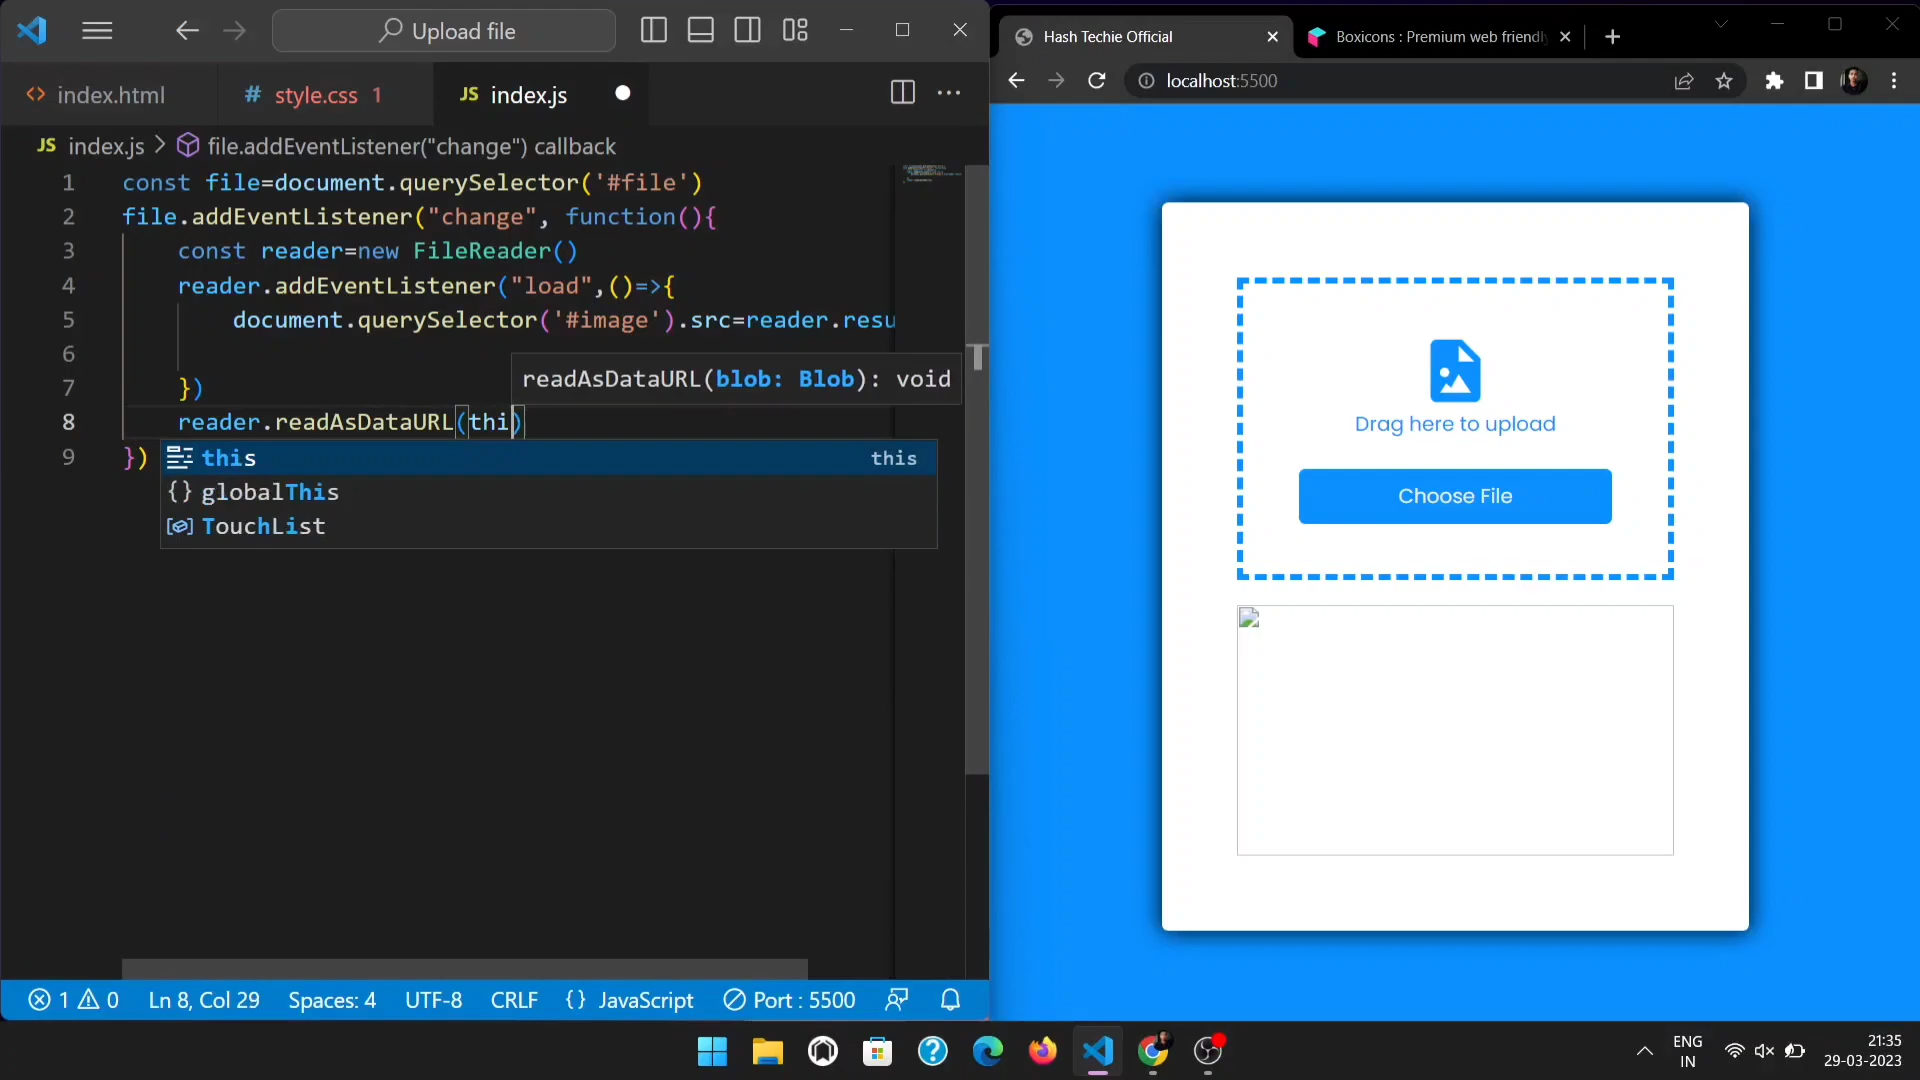 Upload file
index.html
# style.css 1
JS index.js
JS index.js > file.addEventListener("change") callback
1 const file=document.querySelector('#file')
2 file.addEventListener("change", function(){
3 const reader=new FileReader()
4 reader.addEventListener("load",()=>{
5 document.querySelector('#image').src=reader.resu
6
7 })
readAsDataURL(blob: Blob): void
8 reader.readAsDataURL(thi)
9 })
this this
globalThis
TouchList
1 0 Ln 8, Col 29 Spaces: 4 UTF-8 CRLF {} JavaScript Port : 5500
Hash Techie Official
Boxicons : Premium web friendly
localhost:5500
Drag here to upload
Choose File
ENG
IN
21:35
29-03-2023